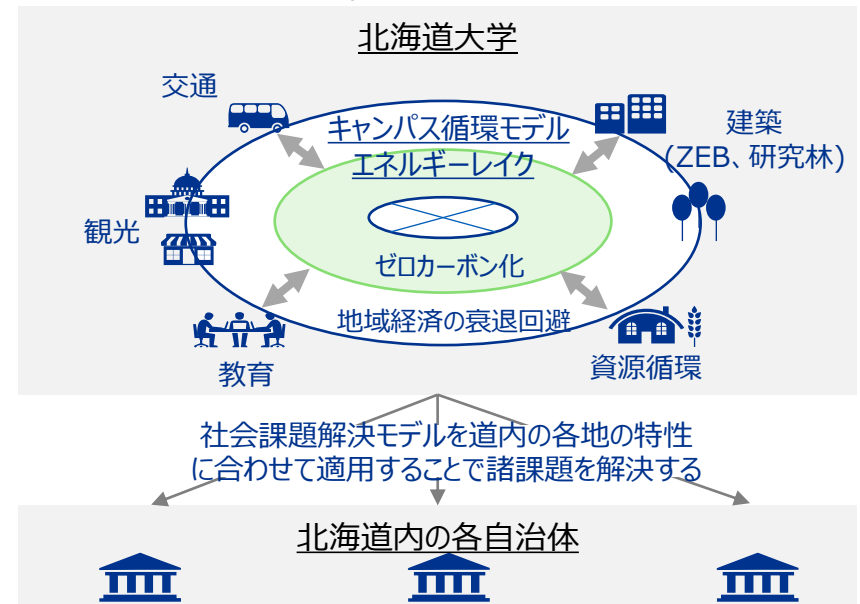 北海道大学
交通
キャンパス循環モデル
エネルギーレイク
建築
(ZEB、研究林)
観光
ゼロカーボン化
地域経済の衰退回避
教育
資源循環
社会課題解決モデルを道内の各地の特性
に合わせて適用することで諸課題を解決する
北海道内の各自治体